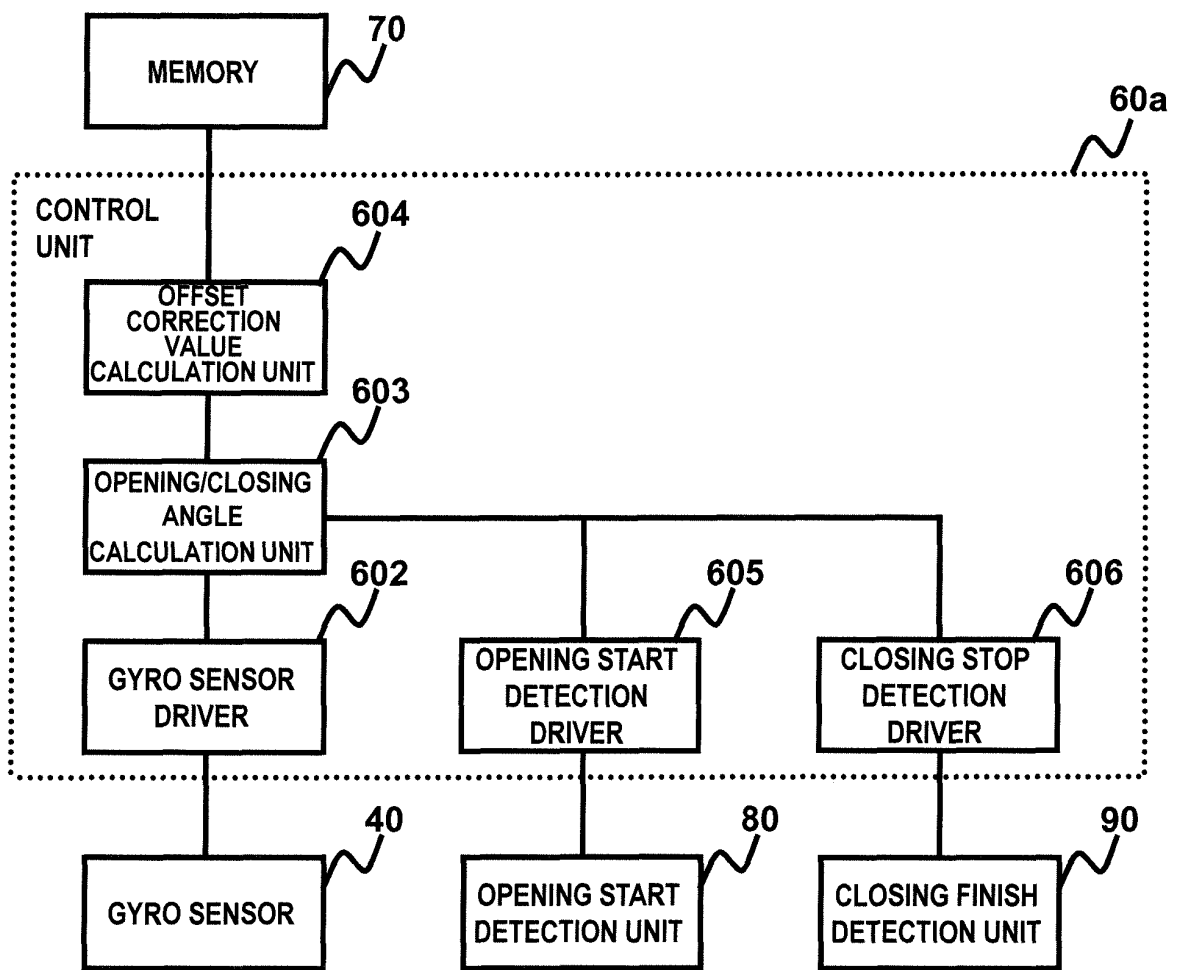 70
MEMORY
60a
CONTROL
UNIT
604
OFFSET
CORRECTION
VALUE
CALCULATION UNIT
603
OPENING/CLOSING
ANGLE
CALCULATION UNIT
602
GYRO SENSOR
DRIVER
605
OPENING START
DETECTION
DRIVER
606
CLOSING STOP
DETECTION
DRIVER
40
GYRO SENSOR
80
OPENING START
DETECTION UNIT
90
CLOSING FINISH
DETECTION UNIT